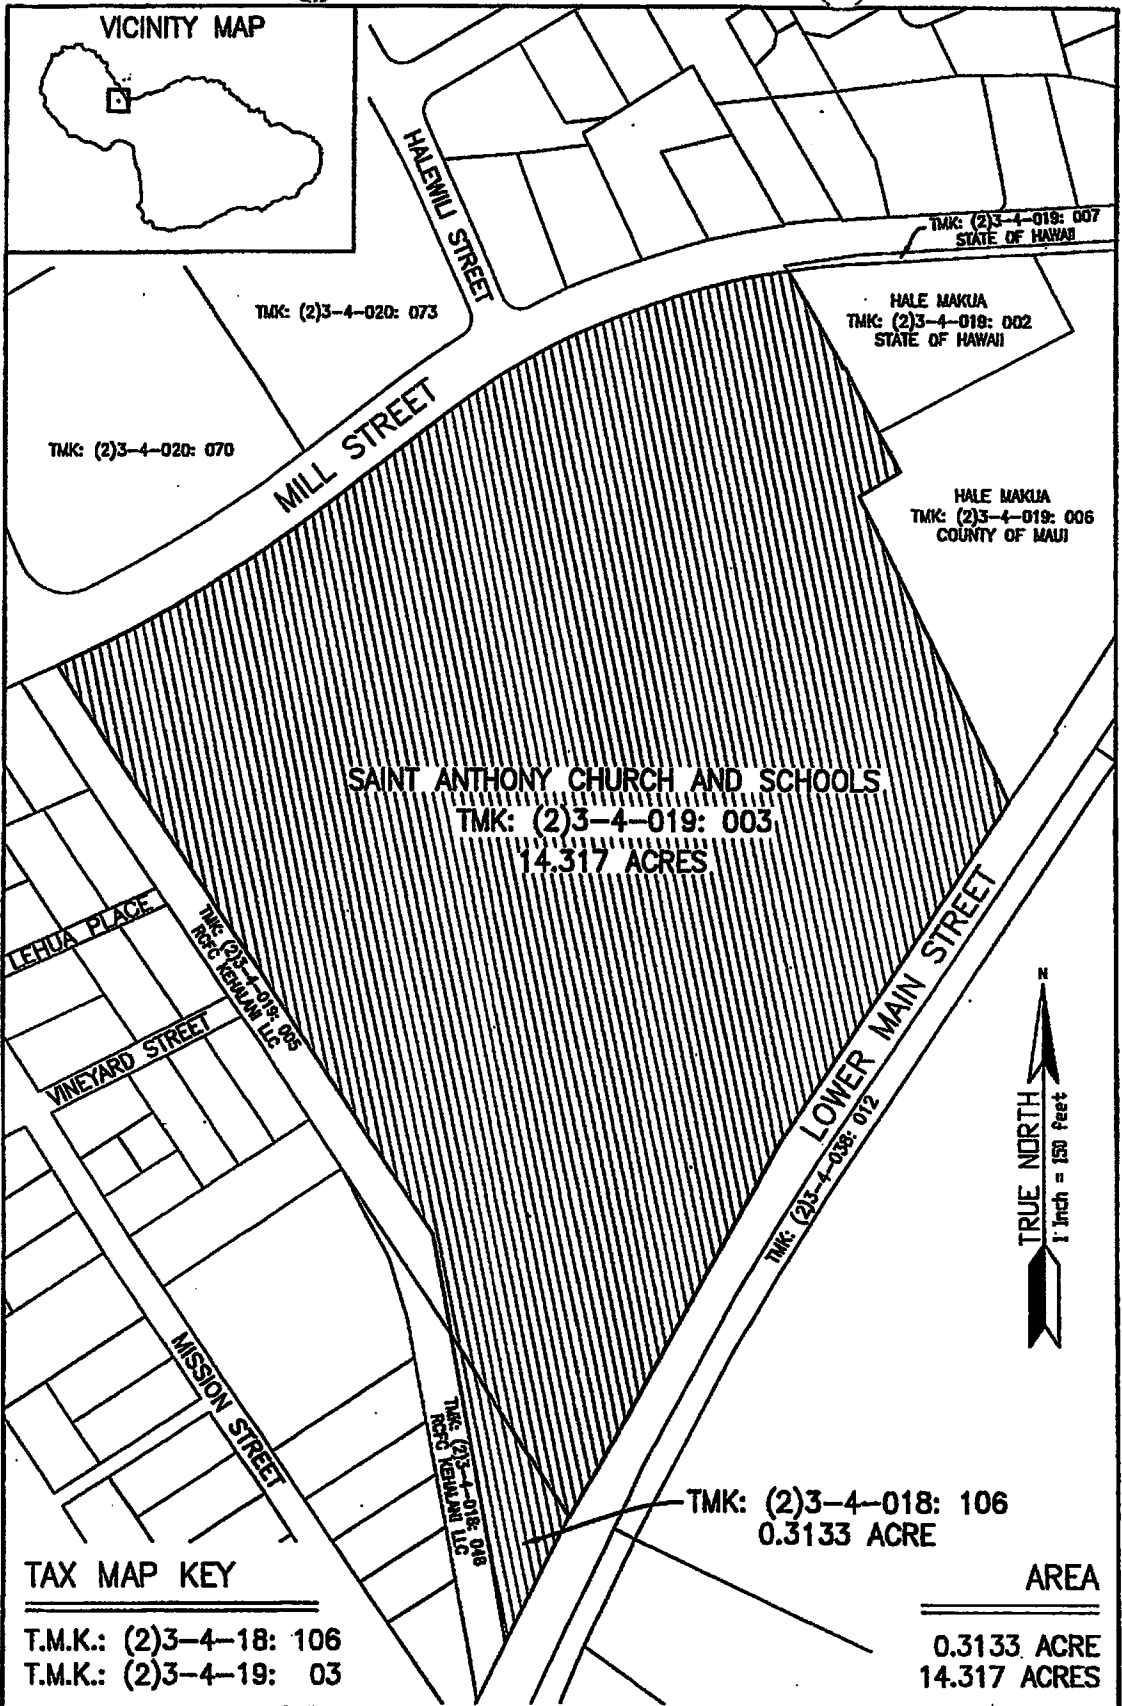 VICINITY MAP
HALEWILI STREET
TMK: (2)3-4-019: 007
STATE OF HAWAII
TMK: (2)3-4-020: 073
HALE MAKUA
TMK: (2)3-4-019: 002
STATE OF HAWAII
MILL STREET
TMK: (2)3-4-020: 070
HALE MAKUA
TMK: (2)3-4-019: 006
COUNTY OF MAUI
SAINT ANTHONY CHURCH AND SCHOOLS
TMK: (2)3-4-019: 003
14.317 ACRES
LEHUA PLACE
TMK: (2)3-4-019: 005
RCFC KEHALANI LLC
VINEYARD STREET
LOWER MAIN STREET
TMK: (2)3-4-038: 012
N
TRUE NORTH
1 Inch = 150 feet
MISSION STREET
TMK: (2)3-4-018: 048
RCFC KEHALANI LLC
TMK: (2)3-4-018: 106
0.3133 ACRE
TAX MAP KEY
AREA
T.M.K.: (2)3-4-18: 106
0.3133 ACRE
T.M.K.: (2)3-4-19: 03
14.317 ACRES